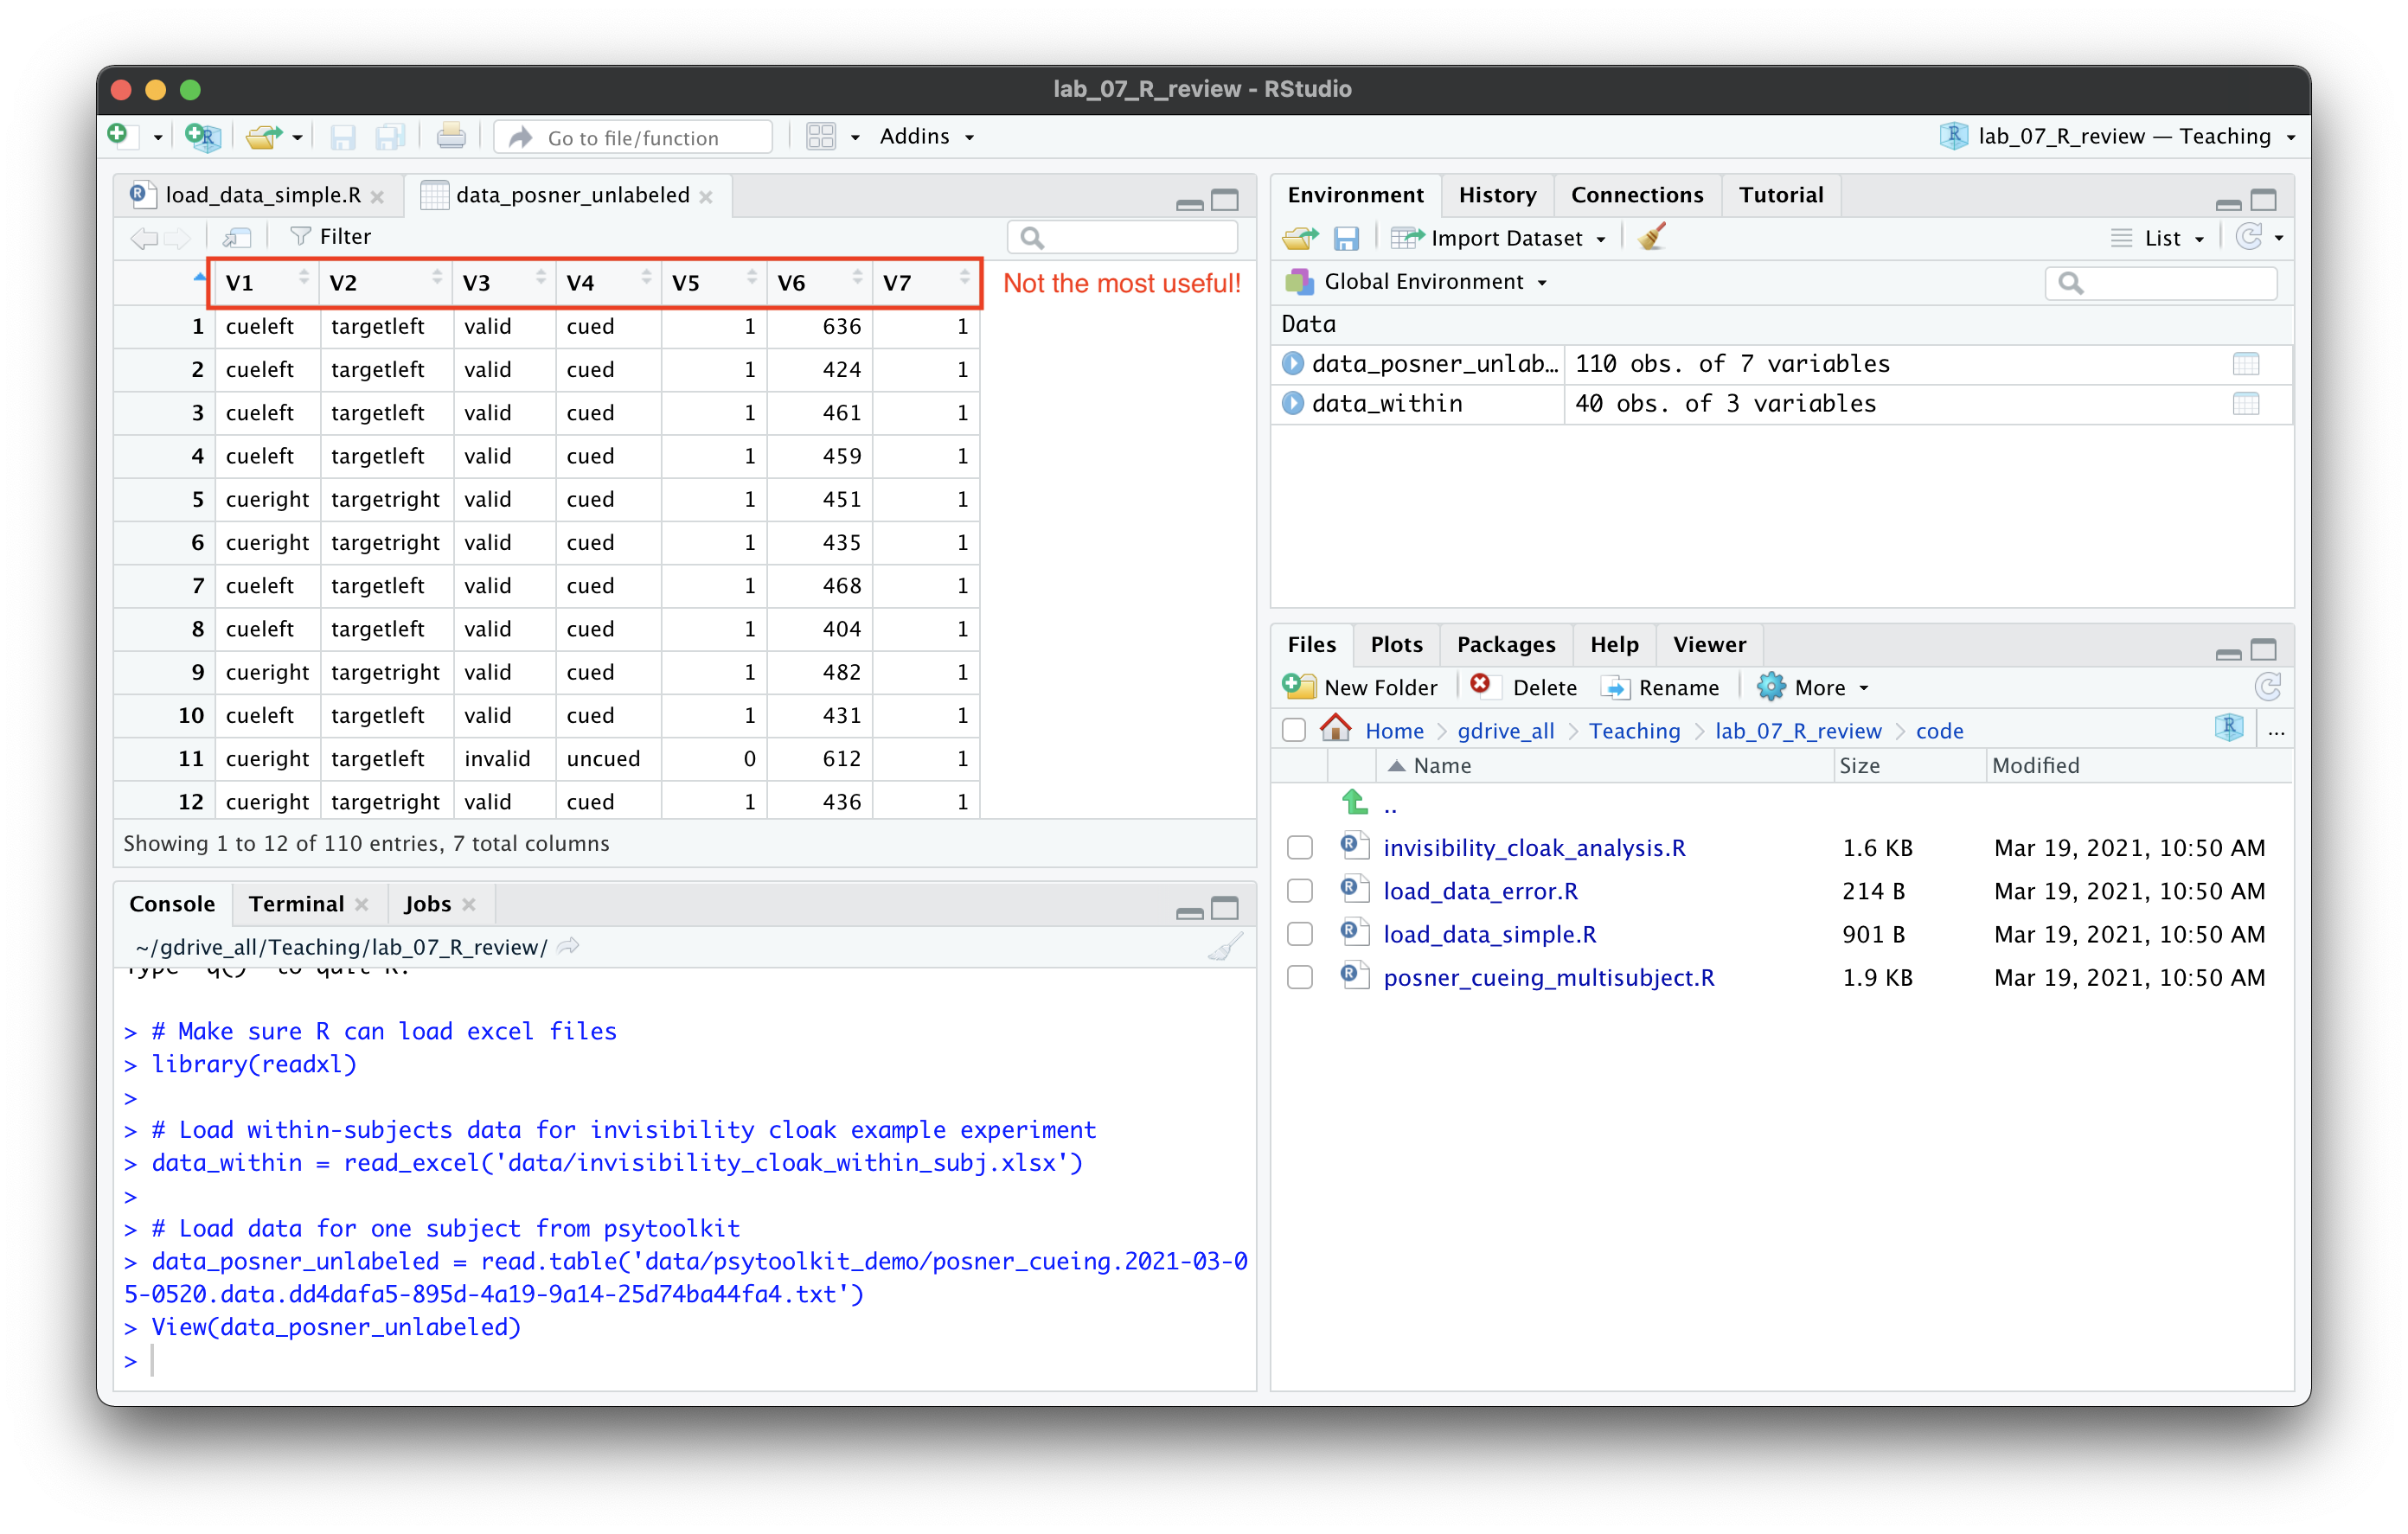 lab_07_R_review - RStudio
Go to file/function
Addins
lab_07_R_review — Teaching
load_data_simple.R
data_posner_unlabeled
Filter
V1 V2 V3 V4 V5 V6 V7
Not the most useful!
1 cueleft targetleft valid cued 1 636 1
2 cueleft targetleft valid cued 1 424 1
3 cueleft targetleft valid cued 1 461 1
4 cueleft targetleft valid cued 1 459 1
5 cueright targetright valid cued 1 451 1
6 cueright targetright valid cued 1 435 1
7 cueleft targetleft valid cued 1 468 1
8 cueleft targetleft valid cued 1 404 1
9 cueright targetright valid cued 1 482 1
10 cueleft targetleft valid cued 1 431 1
11 cueright targetleft invalid uncued 0 612 1
12 cueright targetright valid cued 1 436 1
Showing 1 to 12 of 110 entries, 7 total columns
Console Terminal Jobs
~/gdrive_all/Teaching/lab_07_R_review/
Type 'q()' to quit R.
> # Make sure R can load excel files
> library(readxl)
>
> # Load within-subjects data for invisibility cloak example experiment
> data_within = read_excel('data/invisibility_cloak_within_subj.xlsx')
>
> # Load data for one subject from psytoolkit
> data_posner_unlabeled = read.table('data/psytoolkit_demo/posner_cueing.2021-03-0
5-0520.data.dd4dafa5-895d-4a19-9a14-25d74ba44fa4.txt')
> View(data_posner_unlabeled)
>
Environment History Connections Tutorial
Import Dataset
List
Global Environment
Data
data_posner_unlab… 110 obs. of 7 variables
data_within 40 obs. of 3 variables
Files Plots Packages Help Viewer
New Folder Delete Rename More
Home gdrive_all Teaching lab_07_R_review code ...
Name Size Modified
..
invisibility_cloak_analysis.R 1.6 KB Mar 19, 2021, 10:50 AM
load_data_error.R 214 B Mar 19, 2021, 10:50 AM
load_data_simple.R 901 B Mar 19, 2021, 10:50 AM
posner_cueing_multisubject.R 1.9 KB Mar 19, 2021, 10:50 AM